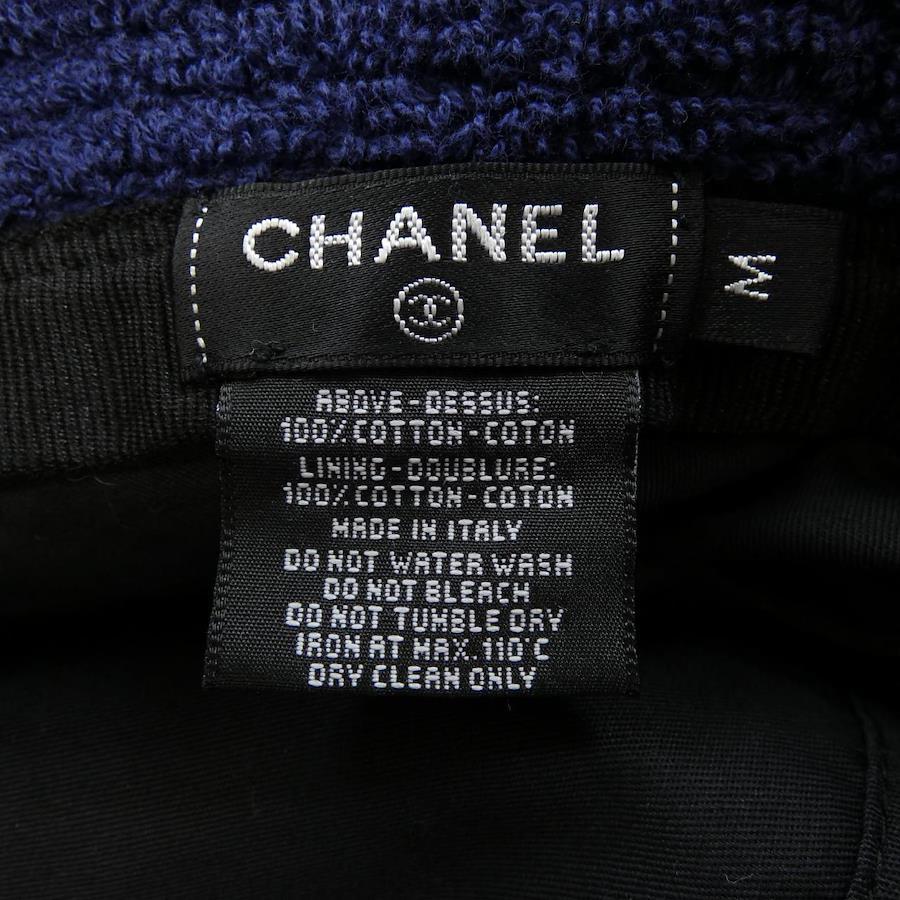 CHANEL
M
ABOVE-DESSUS:
100%COTTON-COTON
LINING-DOUBLURE:
100%COTTON-COTON
MADE IN ITALY
DO NOT WATER WASH
DO NOT BLEACH
DO NOT TUMBLE DRY
IRON AT MAX.110°C
DRY CLEAN ONLY